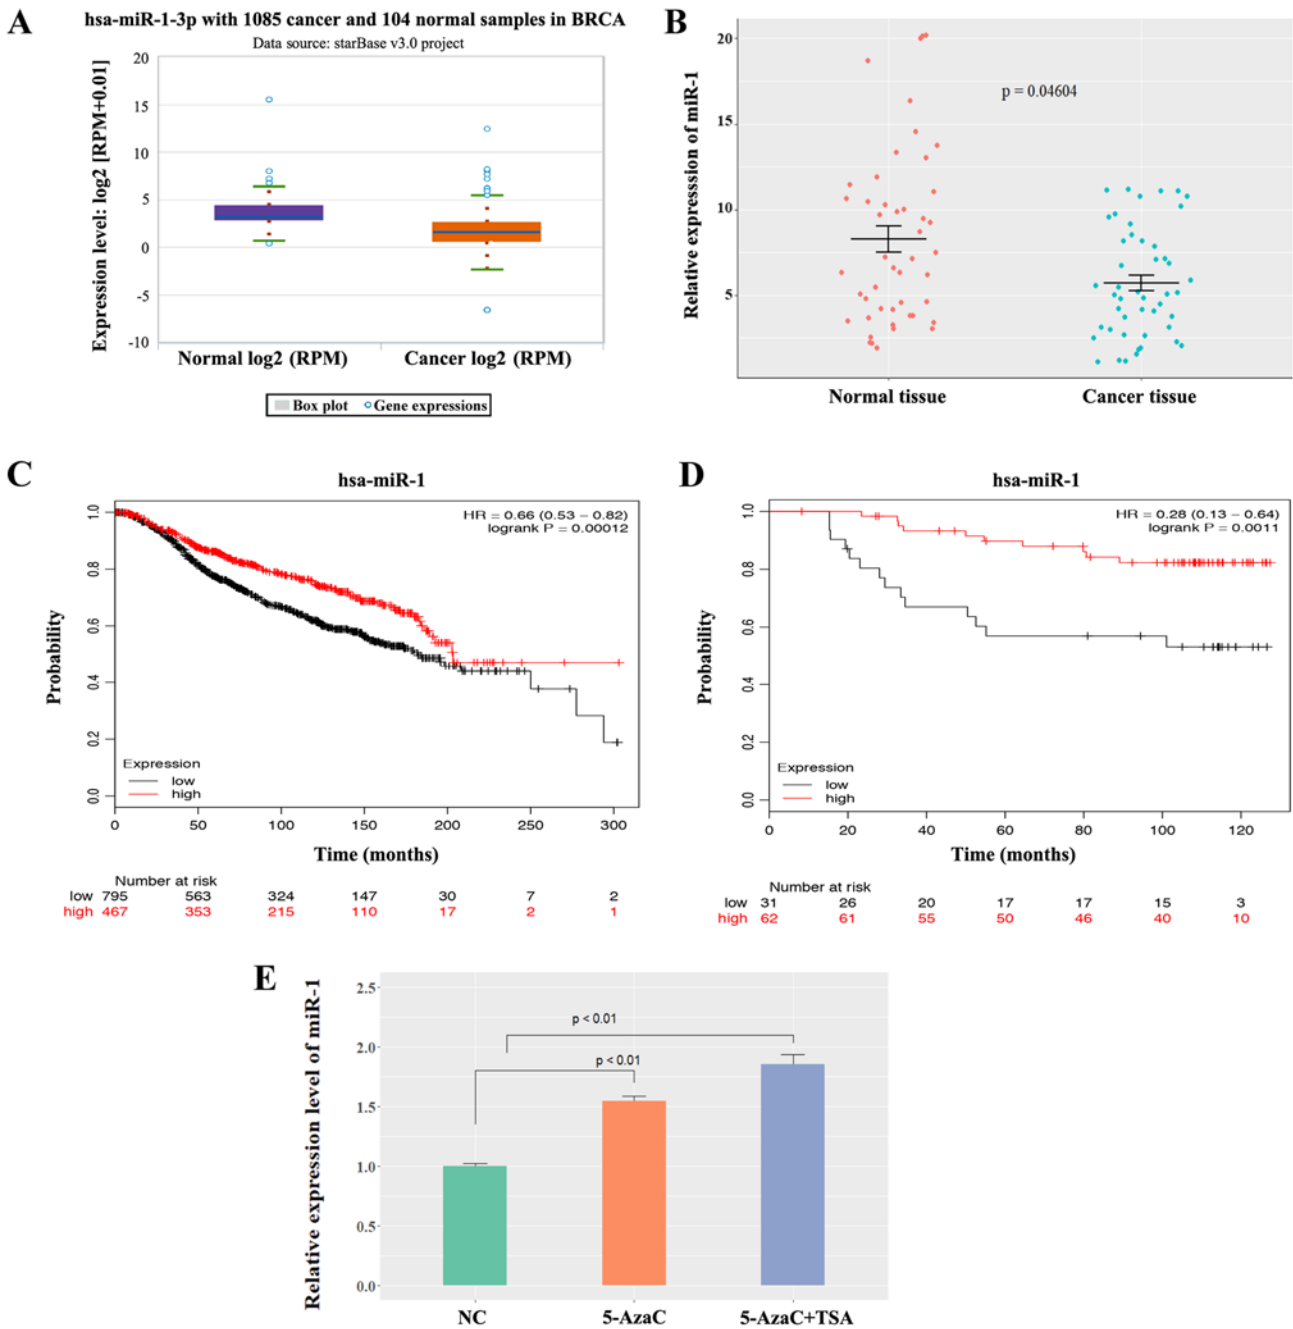 A
hsa-miR-1-3p with 1085 cancer and 104 normal samples in BRCA
Data source: starBase v3.0 project
Expression level: log2 [RPM+0.01]
20
15
10
5
0
-5
-10
Normal log2 (RPM)
Cancer log2 (RPM)
Box plot
Gene expressions
B
Relative expresssion of miR-1
20
15
10
5
p = 0.04604
Normal tissue
Cancer tissue
C
hsa-miR-1
HR = 0.66 (0.53 – 0.82)
logrank P = 0.00012
Probability
1.0
0.8
0.6
0.4
0.2
0.0
Expression
low
high
0 50 100 150 200 250 300
Time (months)
Number at risk
low 795 563 324 147 30 7 2
high 467 353 215 110 17 2 1
D
hsa-miR-1
HR = 0.28 (0.13 – 0.64)
logrank P = 0.0011
Probability
1.0
0.8
0.6
0.4
0.2
0.0
Expression
low
high
0 20 40 60 80 100 120
Time (months)
Number at risk
low 31 26 20 17 17 15 3
high 62 61 55 50 46 40 10
E
Relative expression level of miR-1
2.5
2.0
1.5
1.0
0.5
0.0
p < 0.01
p < 0.01
NC
5-AzaC
5-AzaC+TSA